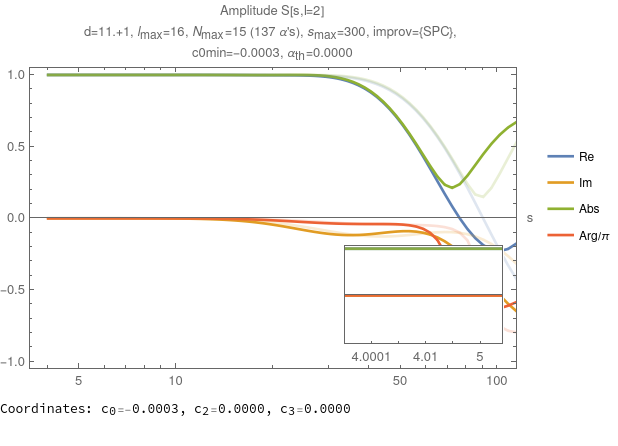 Amplitude S[s,l=2]
d=11.+1, lmax=16, Nmax=15 (137 α's), smax=300, improv={SPC},
c0min=−0.0003, αth=0.0000
1.0
0.5
0.0
−0.5
−1.0
5
10
50
100
s
Re
Im
Abs
Arg/π
4.0001
4.01
5
Coordinates: c0=-0.0003, c2=0.0000, c3=0.0000